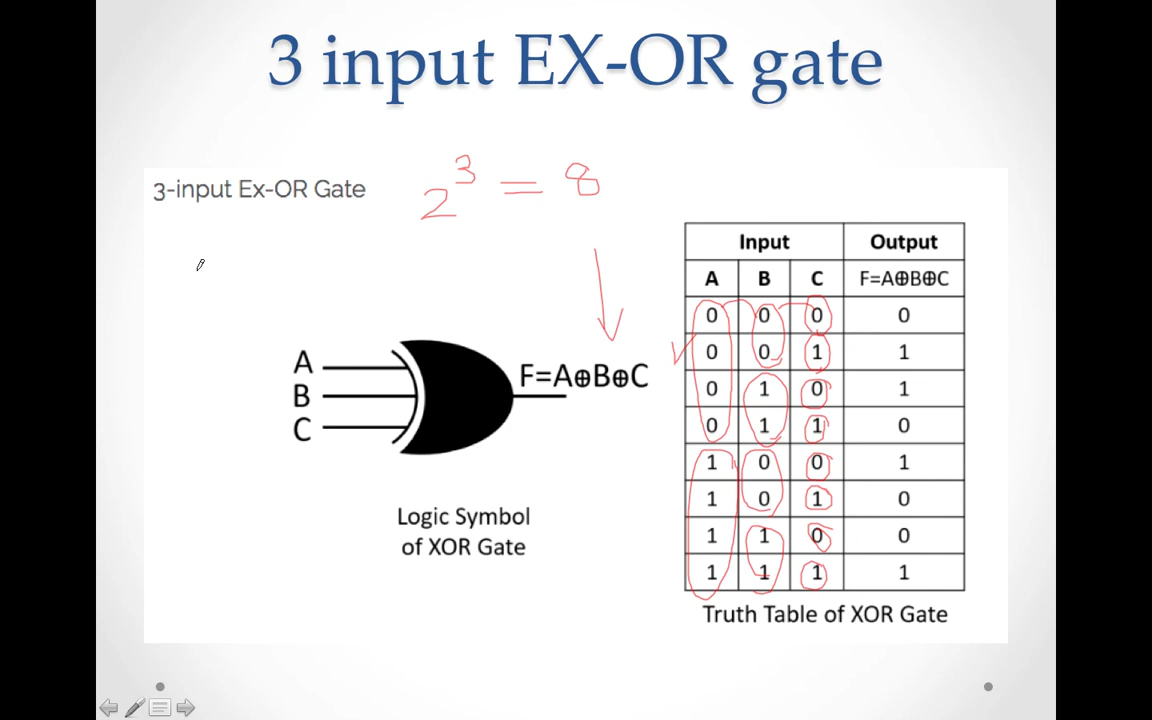 3 input EX-OR gate
3-input Ex-OR Gate
2³ = 8
Input Output
A B C F=A⊕B⊕C
0 0 0 0
0 0 1 1
0 1 0 1
0 1 1 0
1 0 0 1
1 0 1 0
1 1 0 0
1 1 1 1
Truth Table of XOR Gate
A
B
C
F=A⊕B⊕C
Logic Symbol
of XOR Gate